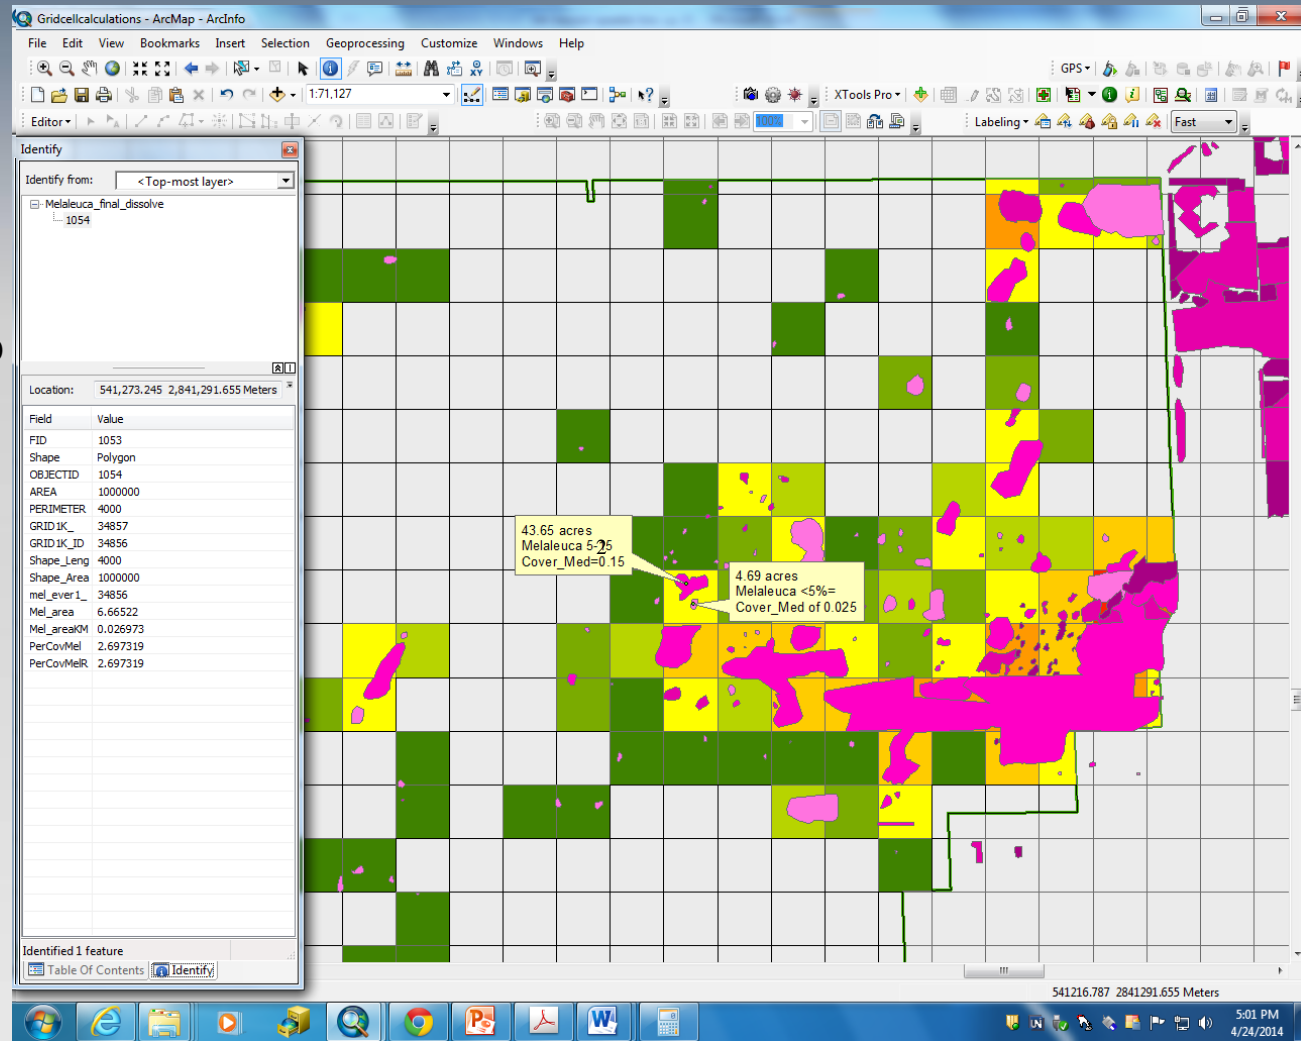 Gridcellcalculations - ArcMap - ArcInfo
File Edit View Bookmarks Insert Selection Geoprocessing Customize Windows Help
GPS
1:71,127
XTools Pro
Editor
100%
Labeling
Fast
Identify
Identify from: <Top-most layer>
Melaleuca_final_dissolve
1054
Location: 541,273.245 2,841,291.655 Meters
Field Value
FID 1053
Shape Polygon
OBJECTID 1054
AREA 1000000
PERIMETER 4000
GRID1K_ 34857
GRID1K_ID 34856
Shape_Leng 4000
Shape_Area 1000000
mel_ever1_ 34856
Mel_area 6.66522
Mel_areaKM 0.026973
PerCovMel 2.697319
PerCovMelR 2.697319
Identified 1 feature
Table Of Contents Identify
43.65 acres
Melaleuca 5-25
Cover_Med=0.15
2
4.69 acres
Melaleuca <5%=
Cover_Med of 0.025
541216.787 2841291.655 Meters
5:01 PM
4/24/2014